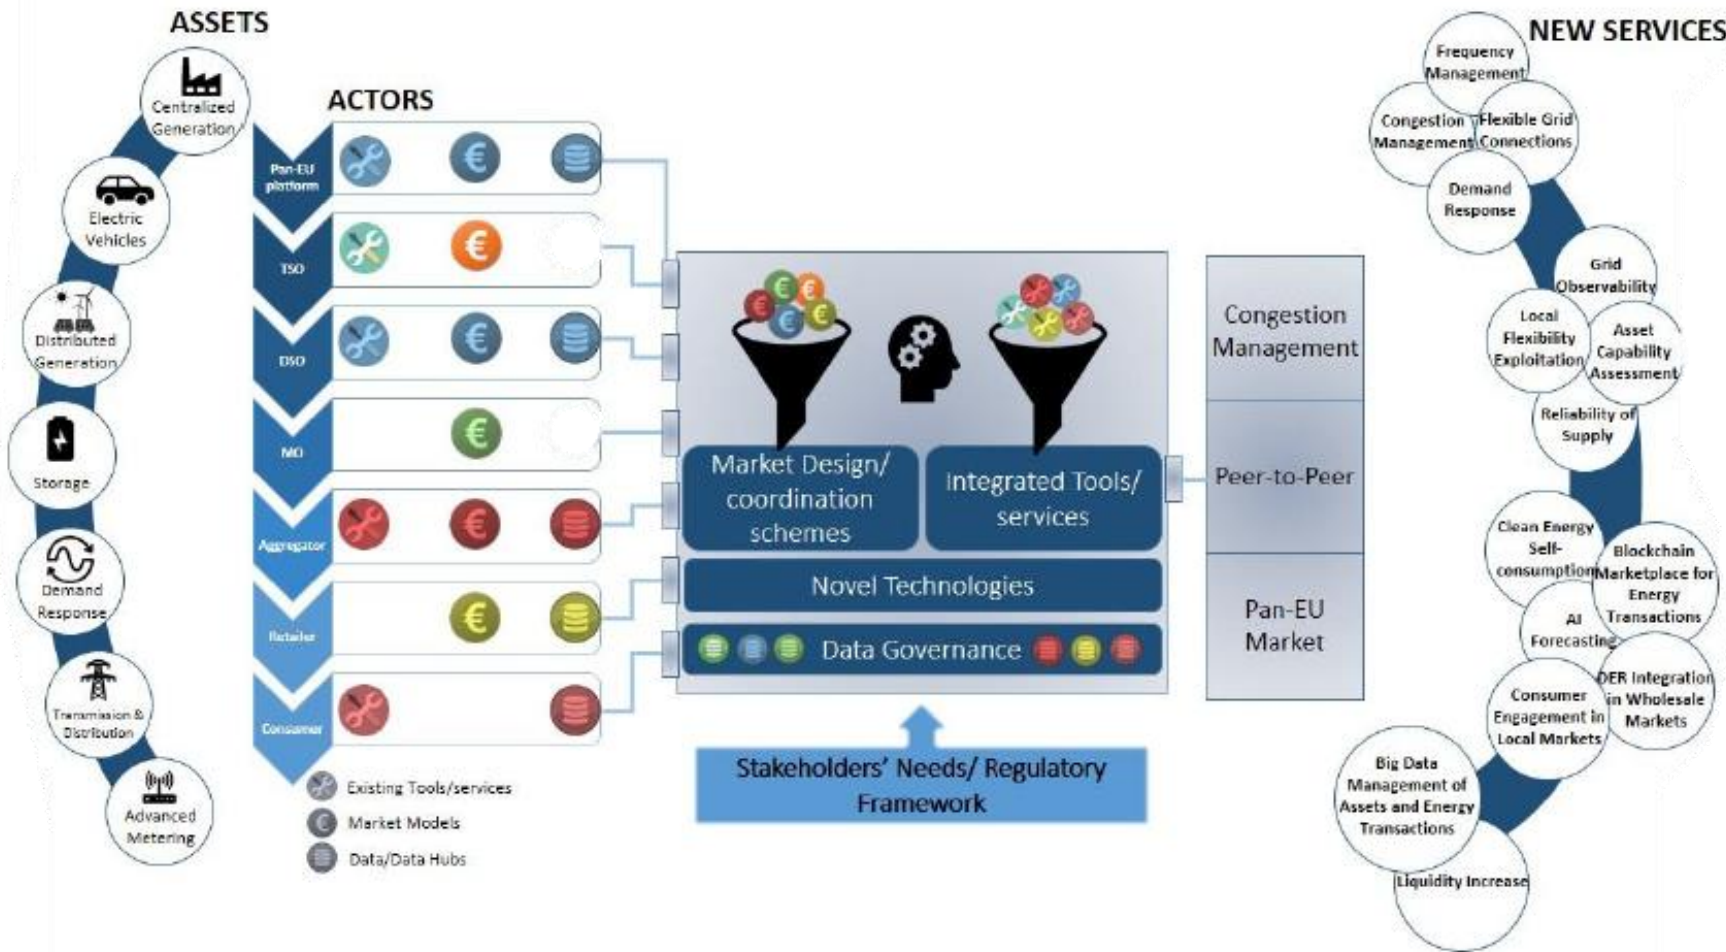 ASSETS
Centralized
Generation
Electric
Vehicles
Distributed
Generation
Storage
Demand
Response
Transmission &
Distribution
Advanced
Metering
ACTORS
Pan-EU
platform
TSO
DSO
MO
Aggregator
Retailer
Consumer
Existing Tools/services
Market Models
Data/Data Hubs
Market Design/
coordination
schemes
Integrated Tools/
services
Novel Technologies
Data Governance
Stakeholders' Needs/ Regulatory
Framework
Congestion
Management
Peer-to-Peer
Pan-EU
Market
NEW SERVICES
Frequency
Management
Congestion
Management
Flexible Grid
Connections
Demand
Response
Grid
Observability
Local
Flexibility
Exploitation
Asset
Capability
Assessment
Reliability of
Supply
Clean Energy
Self-
consumption
Blockchain
Marketplace for
Energy
Transactions
AI
Forecasting
DER Integration
in Wholesale
Markets
Consumer
Engagement in
Local Markets
Big Data
Management of
Assets and Energy
Transactions
Liquidity Increase